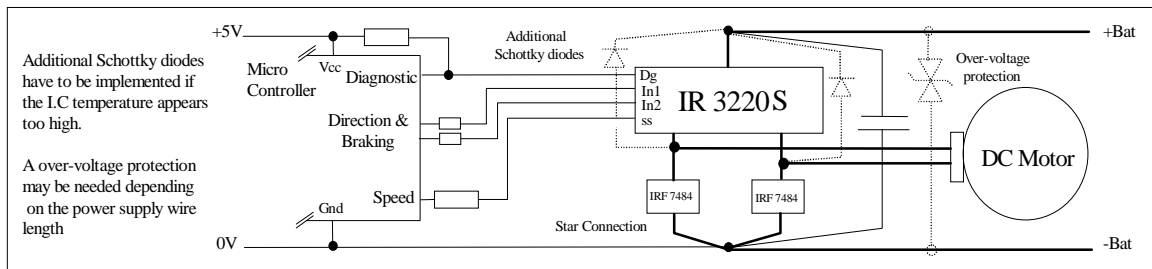 +5V
Additional Schottky diodes
have to be implemented if
the I.C temperature appears
too high.
A over-voltage protection
may be needed depending
on the power supply wire
length
0V
Micro
Controller
Vcc
Diagnostic
Direction &
Braking
Speed
Gnd
Additional
Schottky diodes
Dg
In1
In2
ss
IR 3220S
IRF 7484
IRF 7484
Star Connection
+Bat
Over-voltage
protection
DC Motor
-Bat